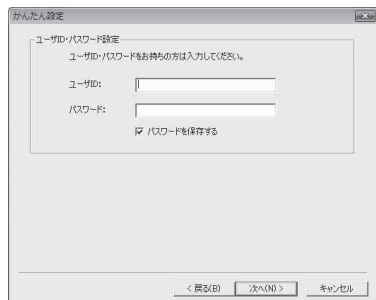 かんたん設定
ユーザID・パスワード設定
ユーザID・パスワードをお持ちの方は入力してください。
ユーザID:
パスワード:
パスワードを保存する
< 戻る(B)
次へ(N) >
キャンセル